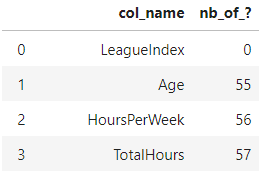 col_name nb_of_?
0 LeagueIndex 0
1 Age 55
2 HoursPerWeek 56
3 TotalHours 57